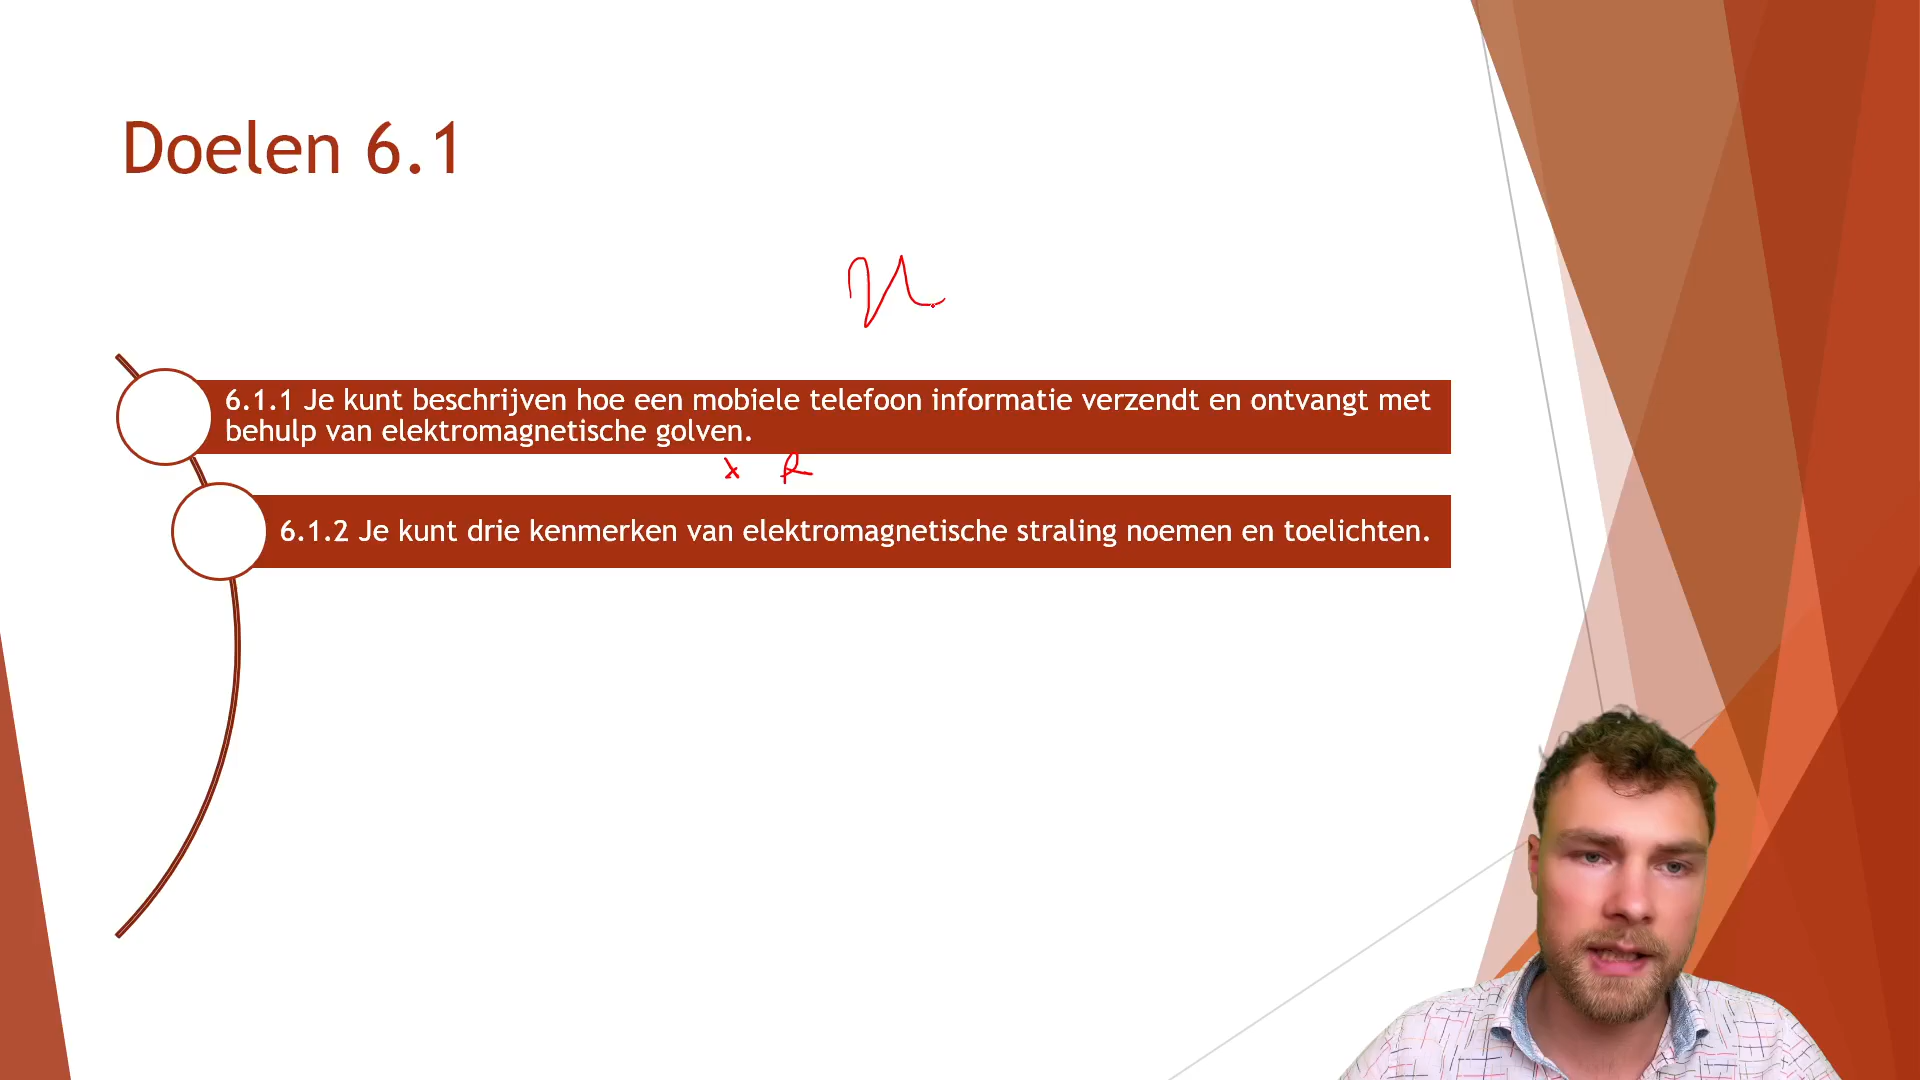 Doelen 6.1
6.1.1 Je kunt beschrijven hoe een mobiele telefoon informatie verzendt en ontvangt met
behulp van elektromagnetische golven.
x R
6.1.2 Je kunt drie kenmerken van elektromagnetische straling noemen en toelichten.